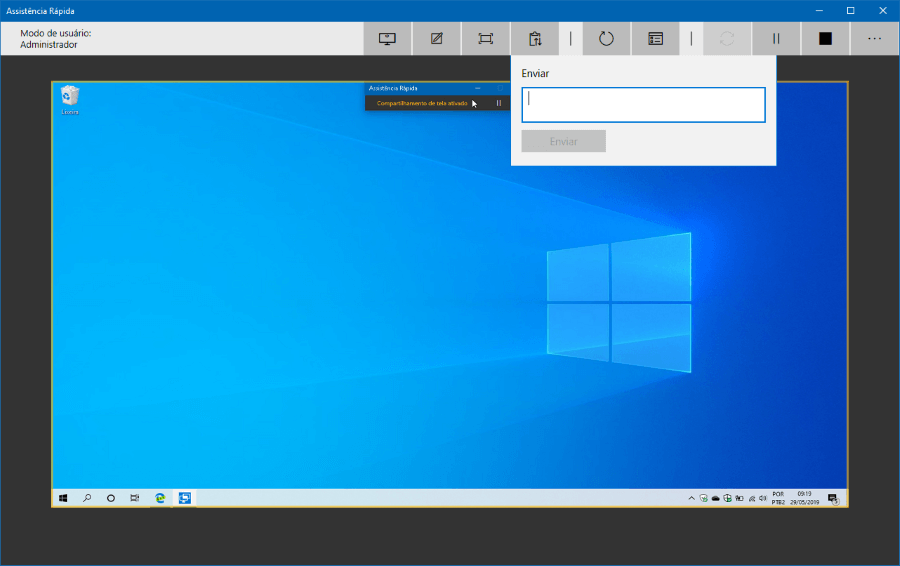 Assistência Rápida
Modo de usuário:
Administrador
Enviar
Enviar
Lixeira
Assistência Rápida
Compartilhamento de tela ativado
POR
PTB2
09:19
29/05/2019